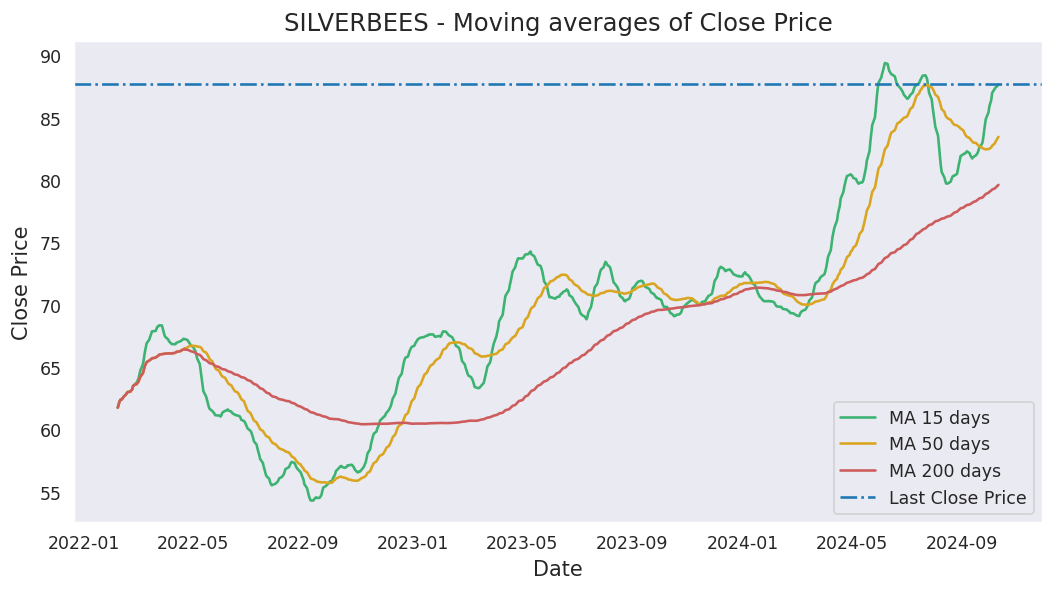 SILVERBEES - Moving averages of Close Price
Close Price
90
85
80
75
70
65
60
55
2022-01 2022-05 2022-09 2023-01 2023-05 2023-09 2024-01 2024-05 2024-09
Date
MA 15 days
MA 50 days
MA 200 days
Last Close Price